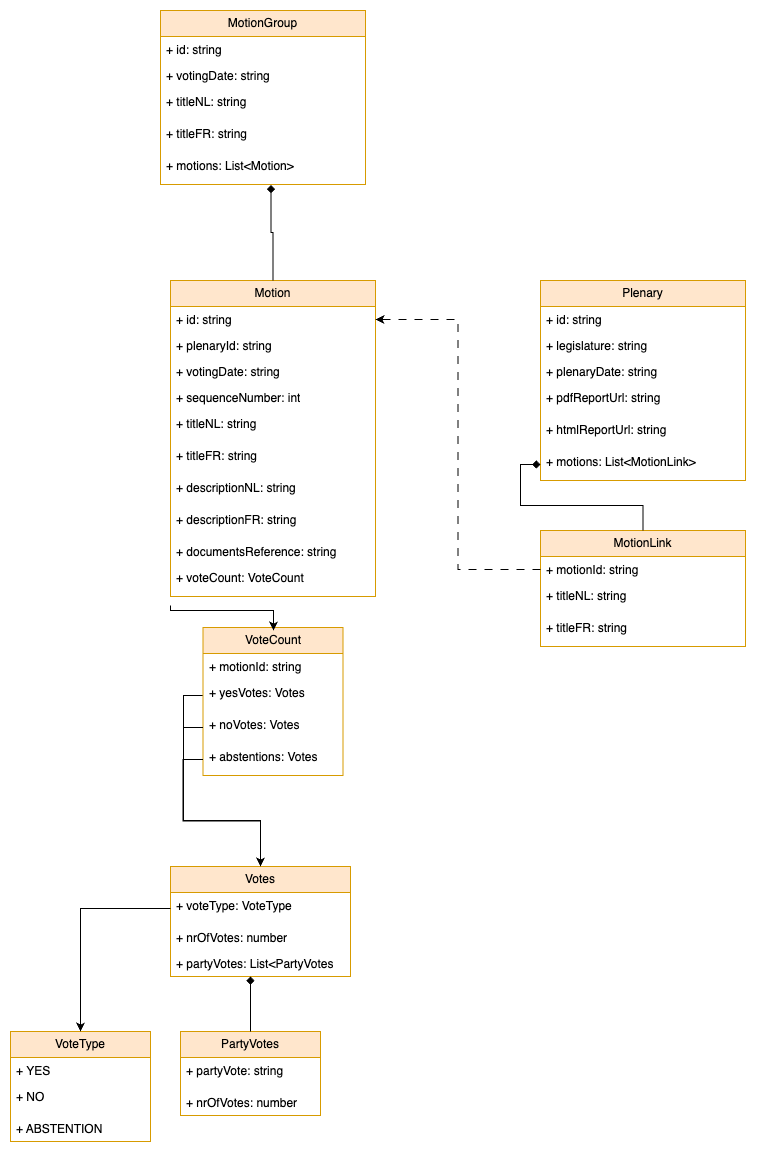 MotionGroup
+ id: string
+ votingDate: string
+ titleNL: string
+ titleFR: string
+ motions: List<Motion>
Motion
+ id: string
+ plenaryId: string
+ votingDate: string
+ sequenceNumber: int
+ titleNL: string
+ titleFR: string
+ descriptionNL: string
+ descriptionFR: string
+ documentsReference: string
+ voteCount: VoteCount
Plenary
+ id: string
+ legislature: string
+ plenaryDate: string
+ pdfReportUrl: string
+ htmlReportUrl: string
+ motions: List<MotionLink>
MotionLink
+ motionId: string
+ titleNL: string
+ titleFR: string
VoteCount
+ motionId: string
+ yesVotes: Votes
+ noVotes: Votes
+ abstentions: Votes
Votes
+ voteType: VoteType
+ nrOfVotes: number
+ partyVotes: List<PartyVotes
VoteType
+ YES
+ NO
+ ABSTENTION
PartyVotes
+ partyVote: string
+ nrOfVotes: number